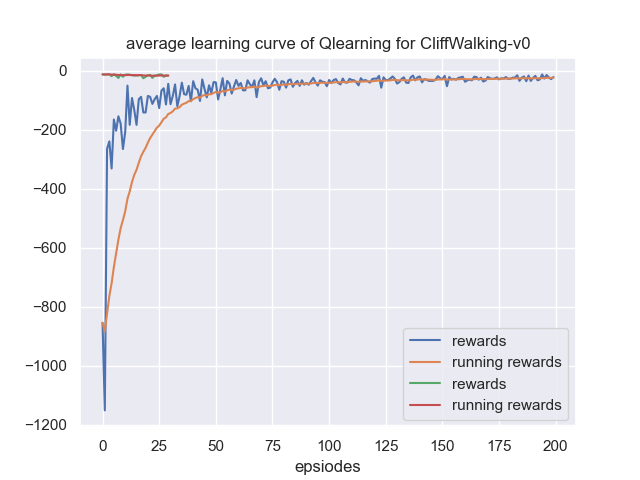 average learning curve of Qlearning for CliffWalking-v0
0
−200
−400
−600
−800
−1000
−1200
0 25 50 75 100 125 150 175 200
epsiodes
rewards
running rewards
rewards
running rewards